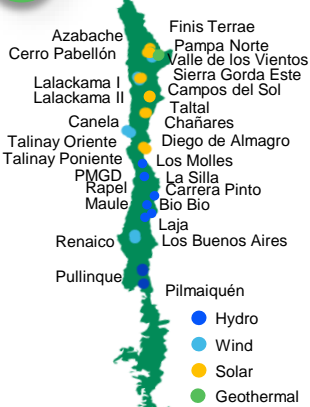 Finis Terrae
Azabache
Pampa Norte
Cerro Pabellón
Valle de los Vientos
Sierra Gorda Este
Lalackama I
Campos del Sol
Lalackama II
Taltal
Canela
Chañares
Talinay Oriente
Diego de Almagro
Talinay Poniente
Los Molles
PMGD
La Silla
Rapel
Carrera Pinto
Maule
Bio Bio
Laja
Renaico
Los Buenos Aires
Pullinque
Pilmaiquén
Hydro
Wind
Solar
Geothermal